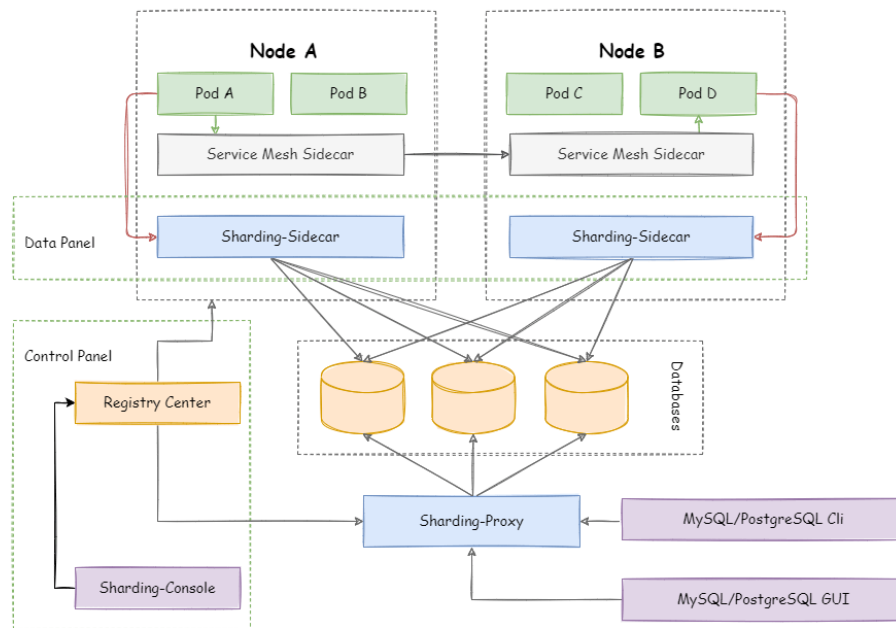 Node A
Node B
Pod A
Pod B
Pod C
Pod D
Service Mesh Sidecar
Service Mesh Sidecar
Data Panel
Sharding-Sidecar
Sharding-Sidecar
Control Panel
Registry Center
Databases
Sharding-Proxy
MySQL/PostgreSQL Cli
Sharding-Console
MySQL/PostgreSQL GUI